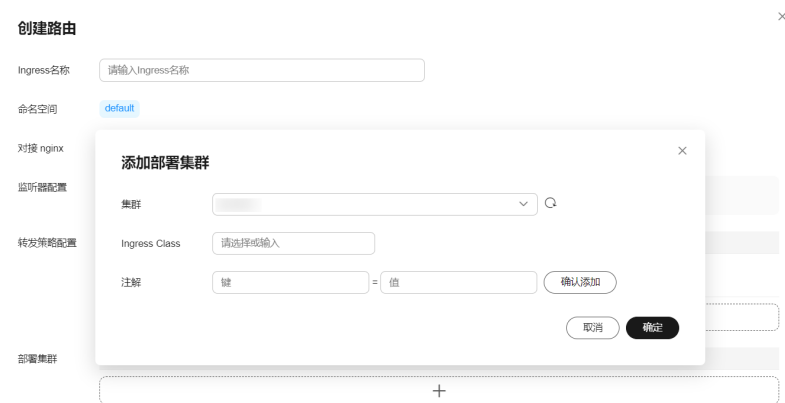 创建路由
Ingress名称
请输入Ingress名称
命名空间
default
对接 nginx
监听器配置
转发策略配置
部署集群
添加部署集群
集群
Ingress Class
请选择或输入
注解
键
=
值
确认添加
取消
确定